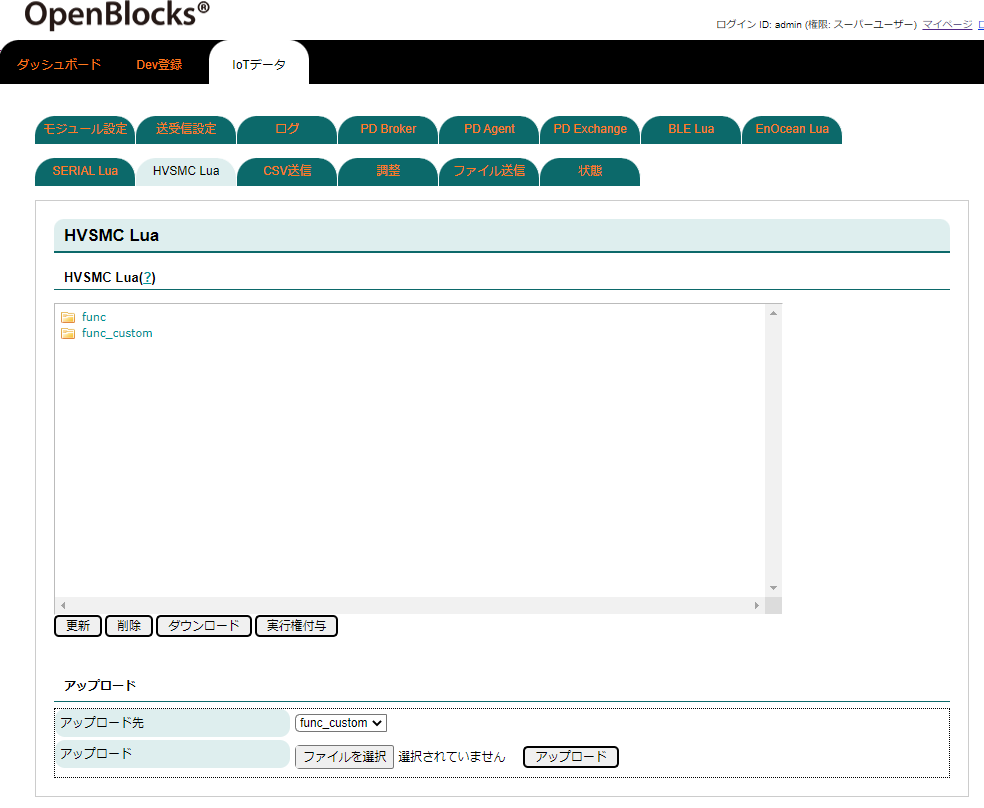 OpenBlocks®
ログイン ID: admin (権限: スーパーユーザー) マイページ
ダッシュボード Dev登録 IoTデータ
モジュール設定 送受信設定 ログ PD Broker PD Agent PD Exchange BLE Lua EnOcean Lua
SERIAL Lua HVSMC Lua CSV送信 調整 ファイル送信 状態
HVSMC Lua
HVSMC Lua(?)
func
func_custom
更新 削除 ダウンロード 実行権付与
アップロード
アップロード先 func_custom
アップロード ファイルを選択 選択されていません アップロード